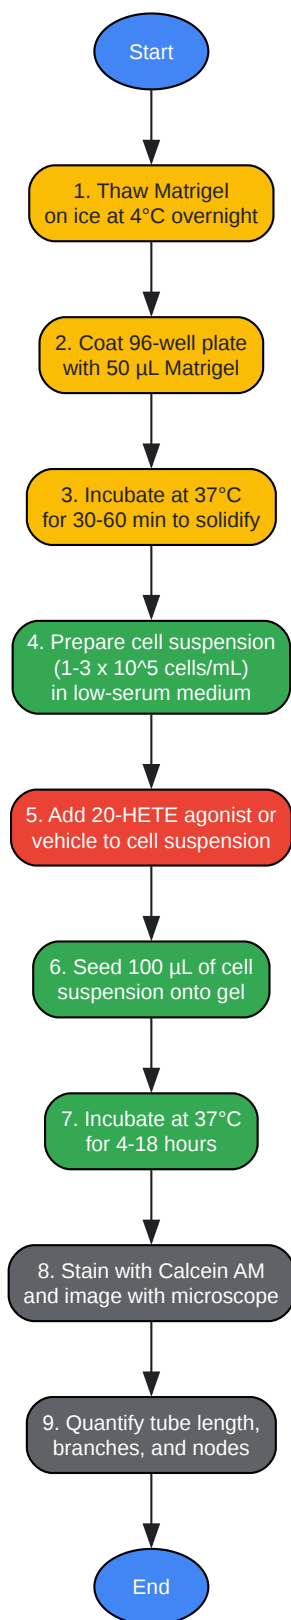 Start
1. Thaw Matrigel
on ice at 4°C overnight
2. Coat 96-well plate
with 50 µL Matrigel
3. Incubate at 37°C
for 30-60 min to solidify
4. Prepare cell suspension
(1-3 x 10^5 cells/mL)
in low-serum medium
5. Add 20-HETE agonist or
vehicle to cell suspension
6. Seed 100 µL of cell
suspension onto gel
7. Incubate at 37°C
for 4-18 hours
8. Stain with Calcein AM
and image with microscope
9. Quantify tube length,
branches, and nodes
End